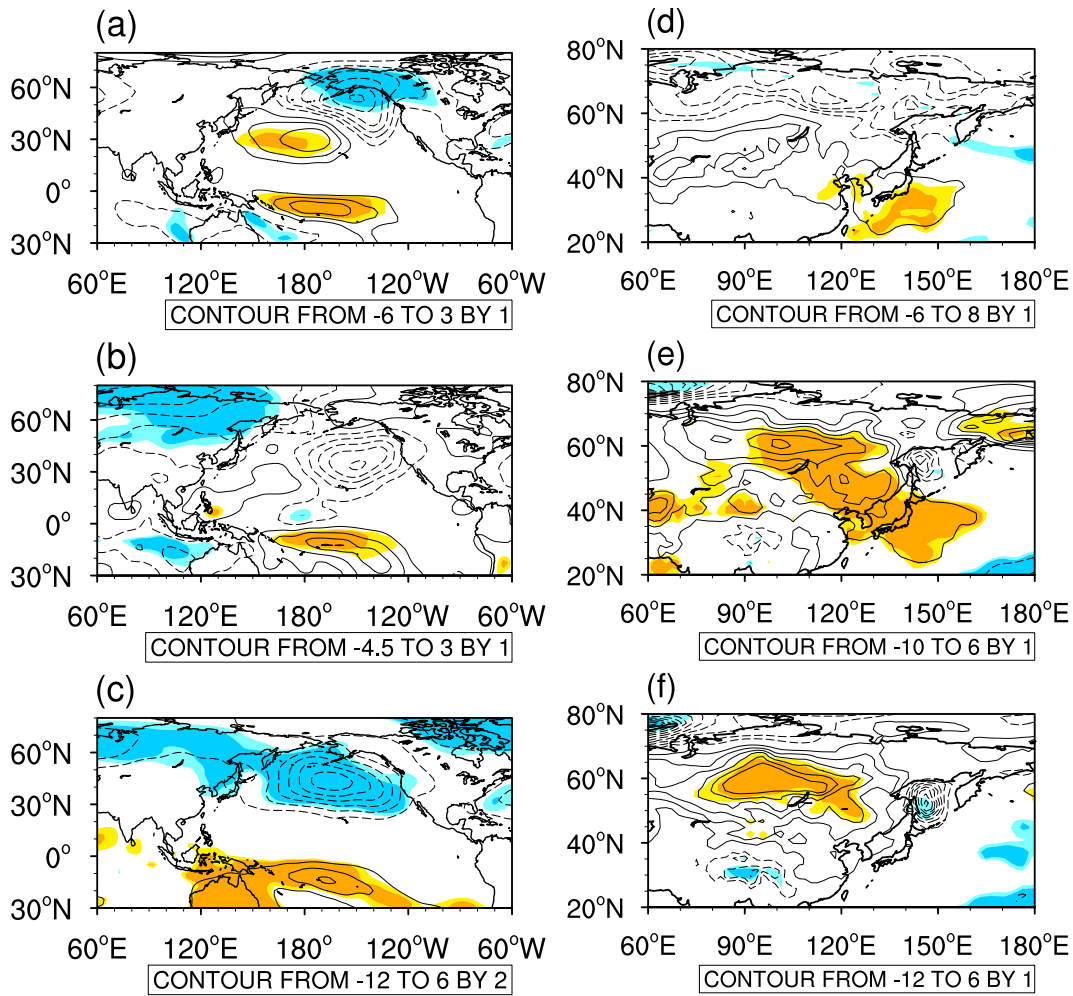 (a)
60°N
30°N
0°
30°N
60°E 120°E 180° 120°W 60°W
CONTOUR FROM -6 TO 3 BY 1
(d)
80°N
60°N
40°N
20°N
60°E 90°E 120°E 150°E 180°E
CONTOUR FROM -6 TO 8 BY 1
(b)
60°N
30°N
0°
30°N
60°E 120°E 180° 120°W 60°W
CONTOUR FROM -4.5 TO 3 BY 1
(e)
80°N
60°N
40°N
20°N
60°E 90°E 120°E 150°E 180°E
CONTOUR FROM -10 TO 6 BY 1
(c)
60°N
30°N
0°
30°N
60°E 120°E 180° 120°W 60°W
CONTOUR FROM -12 TO 6 BY 2
(f)
80°N
60°N
40°N
20°N
60°E 90°E 120°E 150°E 180°E
CONTOUR FROM -12 TO 6 BY 1